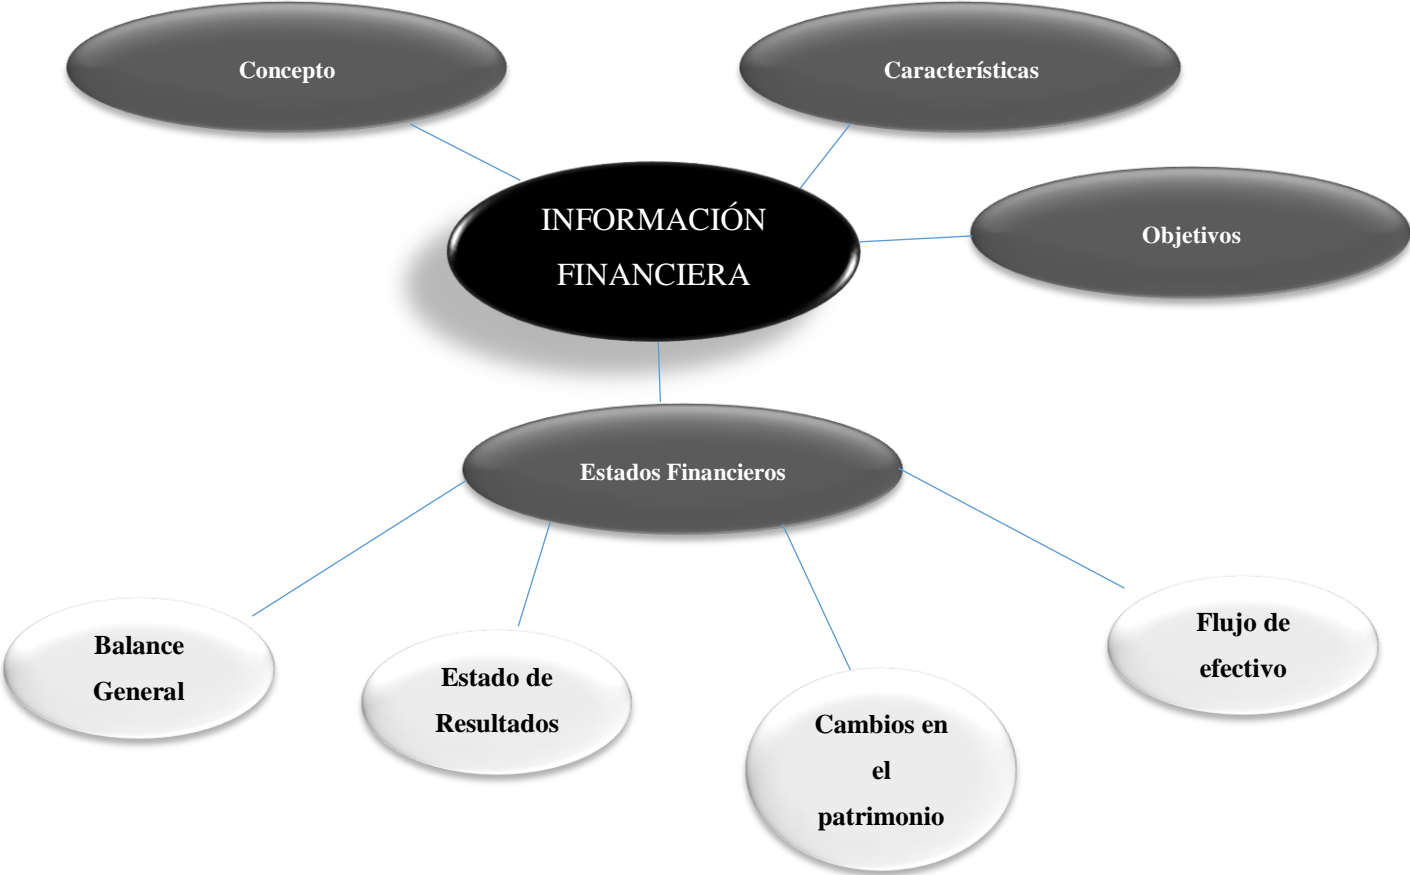 Concepto
Características
INFORMACIÓN
FINANCIERA
Objetivos
Estados Financieros
Balance
General
Estado de
Resultados
Cambios en
el
patrimonio
Flujo de
efectivo